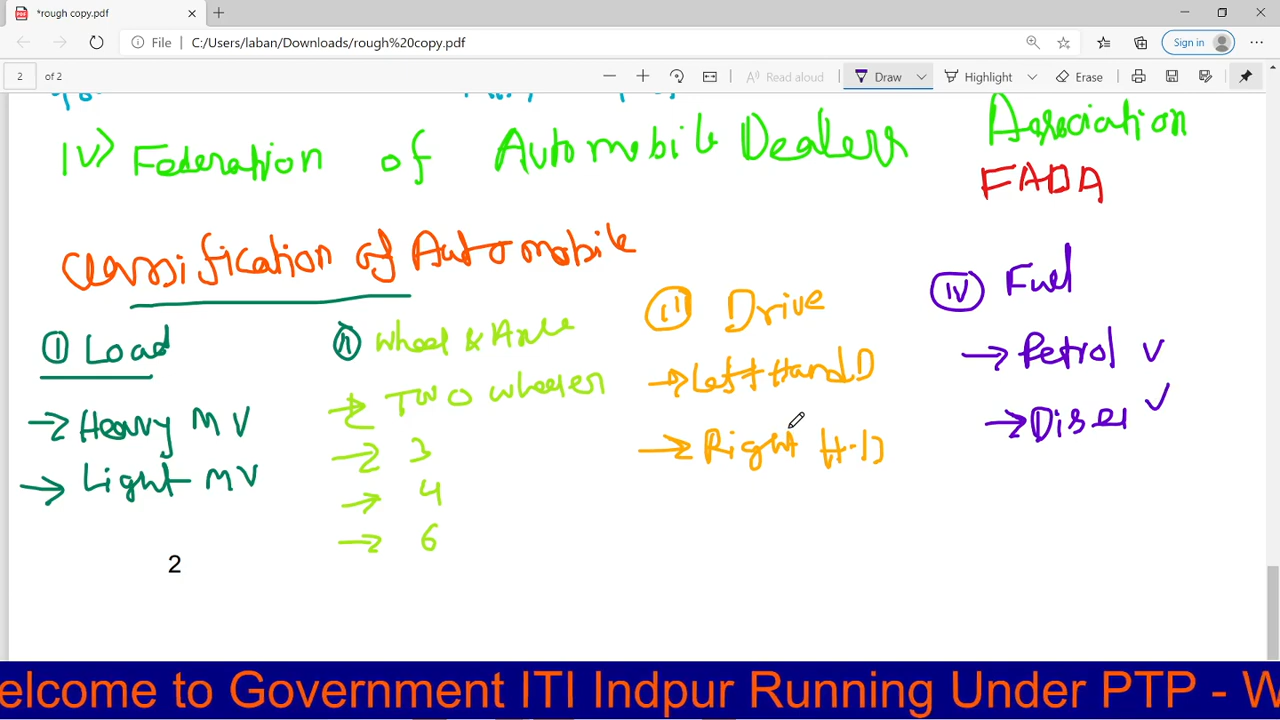 *rough copy.pdf
File C:/Users/laban/Downloads/rough%20copy.pdf
Sign in
2 of 2
Read aloud
Draw
Highlight
Erase
IV) Federation of Automobile Dealers Association
FADA
Classification of Automobile
① Load
→ Heavy M V
→ Light M V
ii Wheel & Axle
→ TWO wheeler
→ 3
→ 4
→ 6
iii Drive
→ Left Hand D
→ Right H.D
iv Fuel
→ Petrol ✓
→ Disel ✓
2
elcome to Government ITI Indpur Running Under PTP - W